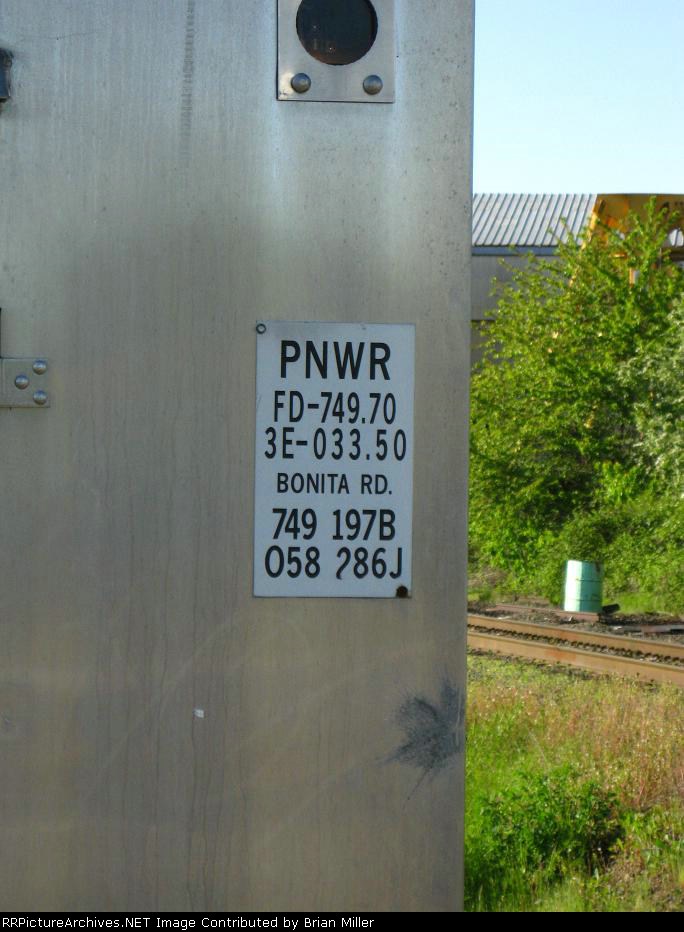 PNWR
FD-749.70
3E-033.50
BONITA RD.
749 197B
058 286J
RRPictureArchives.NET Image Contributed by Brian Miller